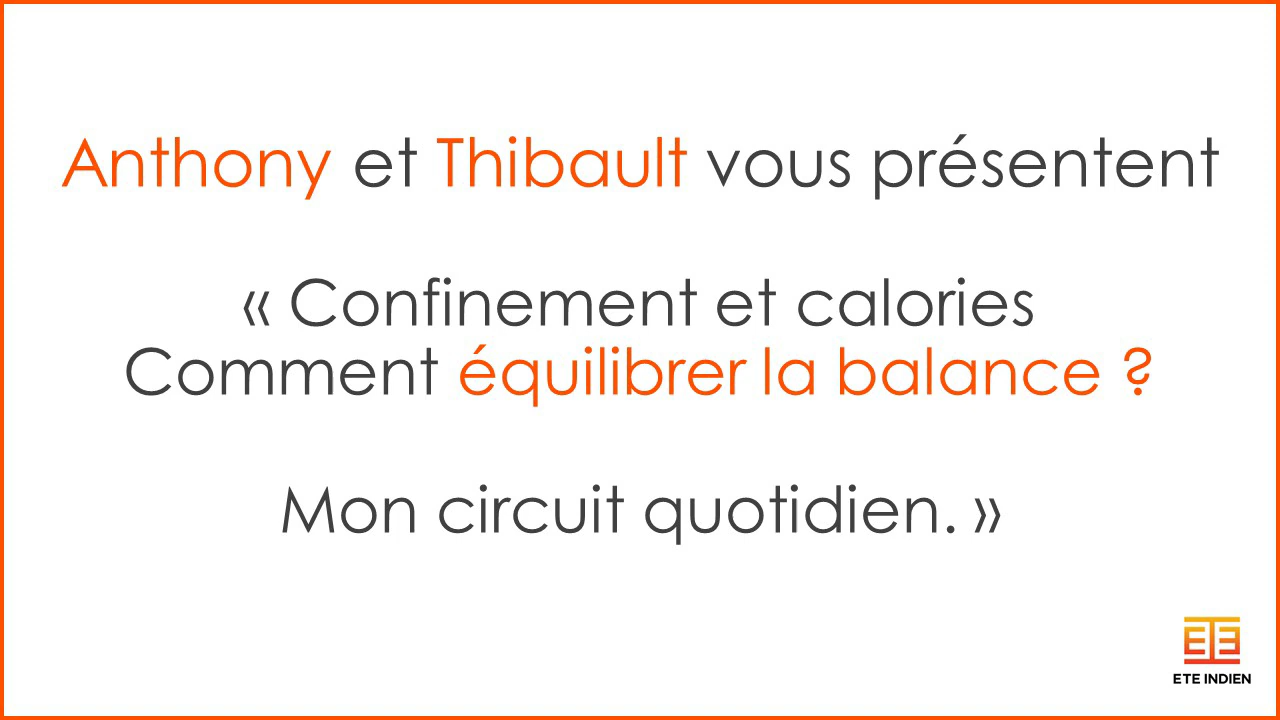 Anthony et Thibault vous présentent
« Confinement et calories
Comment équilibrer la balance ?
Mon circuit quotidien. »
ETE INDIEN